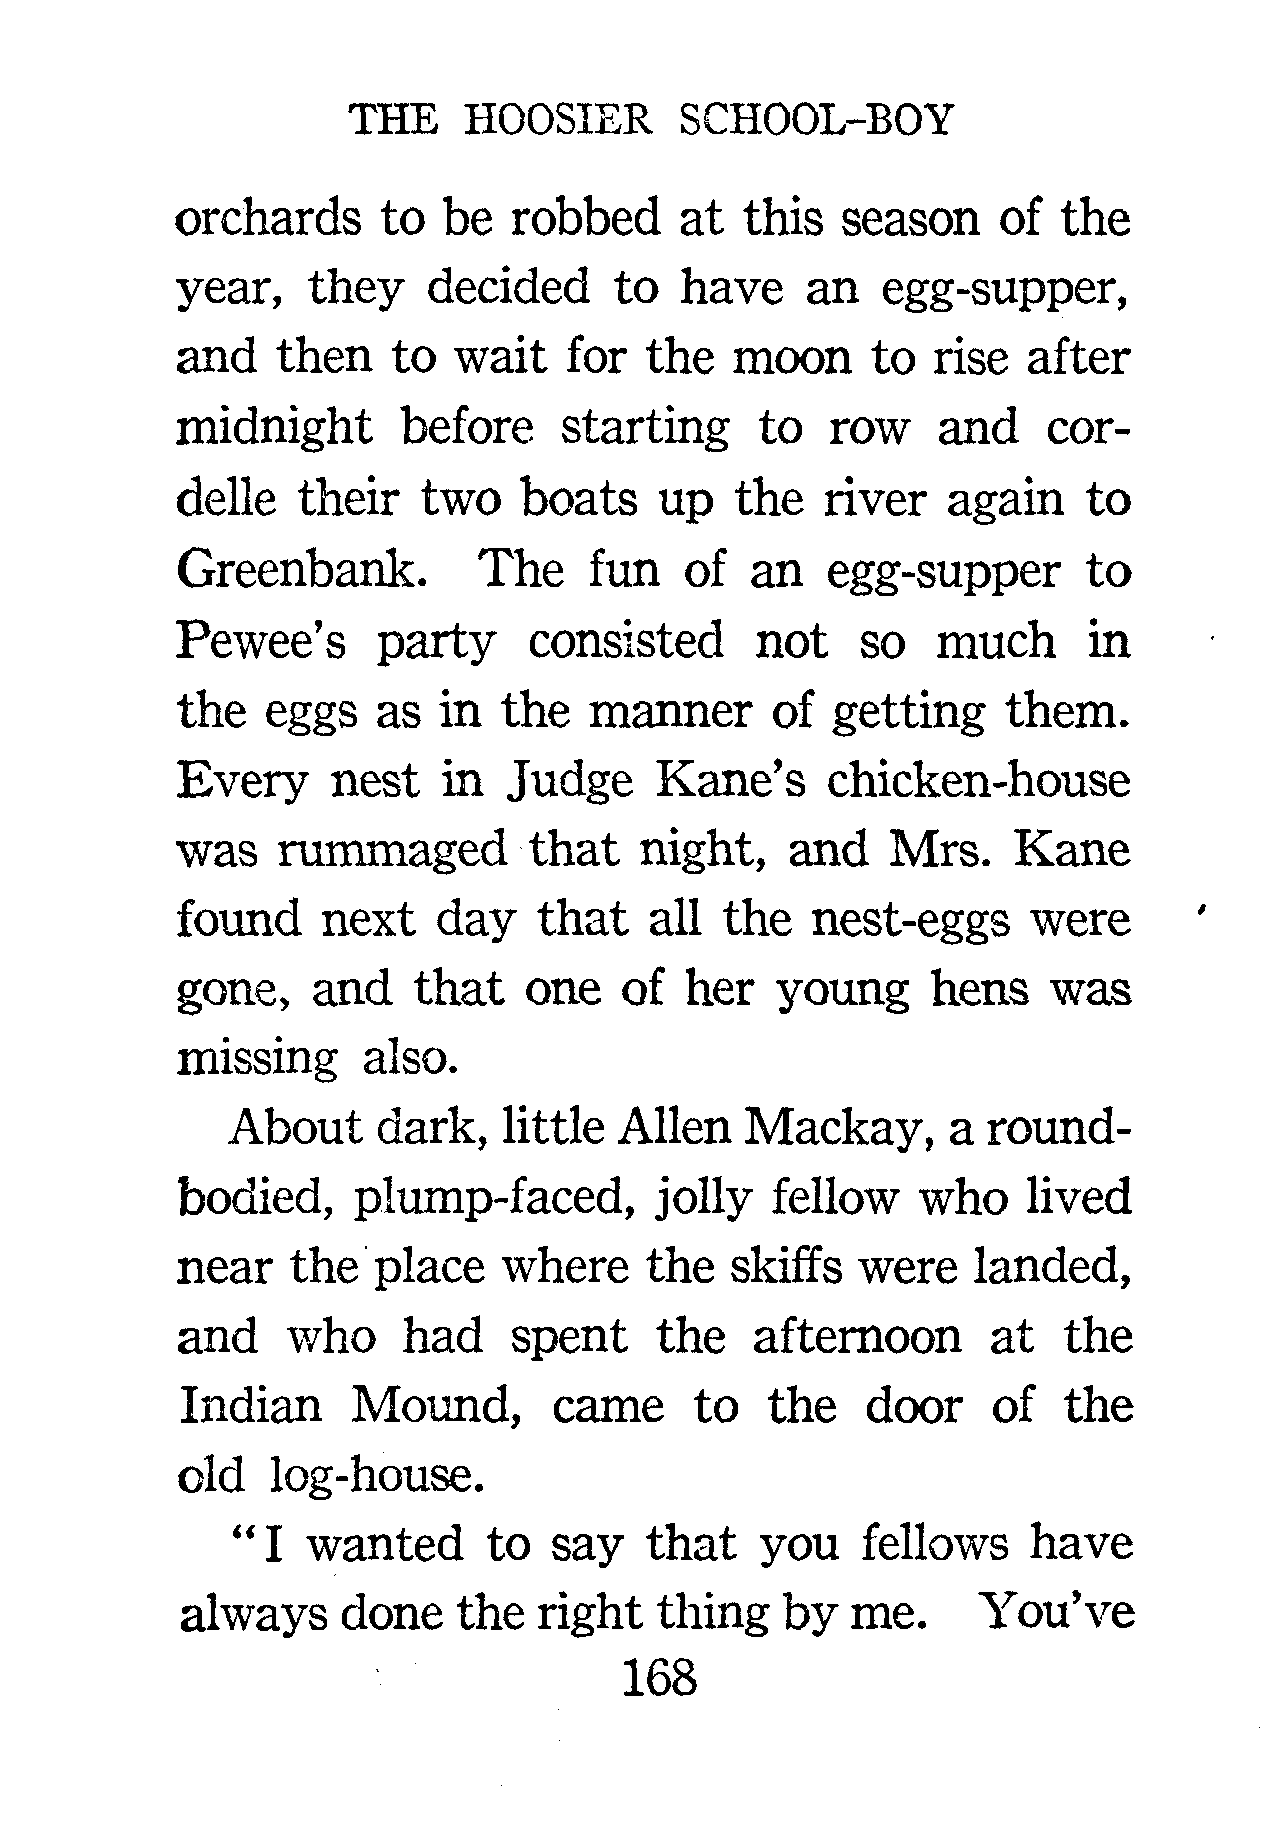 THE HOOSIER SCHOOL-BOY
orchards to be robbed at this season of the
year, they decided to have an egg-supper,
and then to wait for the moon to rise after
midnight before starting to row and cor-
delle their two boats up the river again to
Greenbank. The fun of an egg-supper to
Pewee's party consisted not so much in
the eggs as in the manner of getting them.
Every nest in Judge Kane's chicken-house
was rummaged that night, and Mrs. Kane
found next day that all the nest-eggs were
gone, and that one of her young hens was
missing also.
About dark, little Allen Mackay, a round-
bodied, plump-faced, jolly fellow who lived
near the place where the skiffs were landed,
and who had spent the afternoon at the
Indian Mound, came to the door of the
old log-house.
"I wanted to say that you fellows have
always done the right thing by me. You've
168